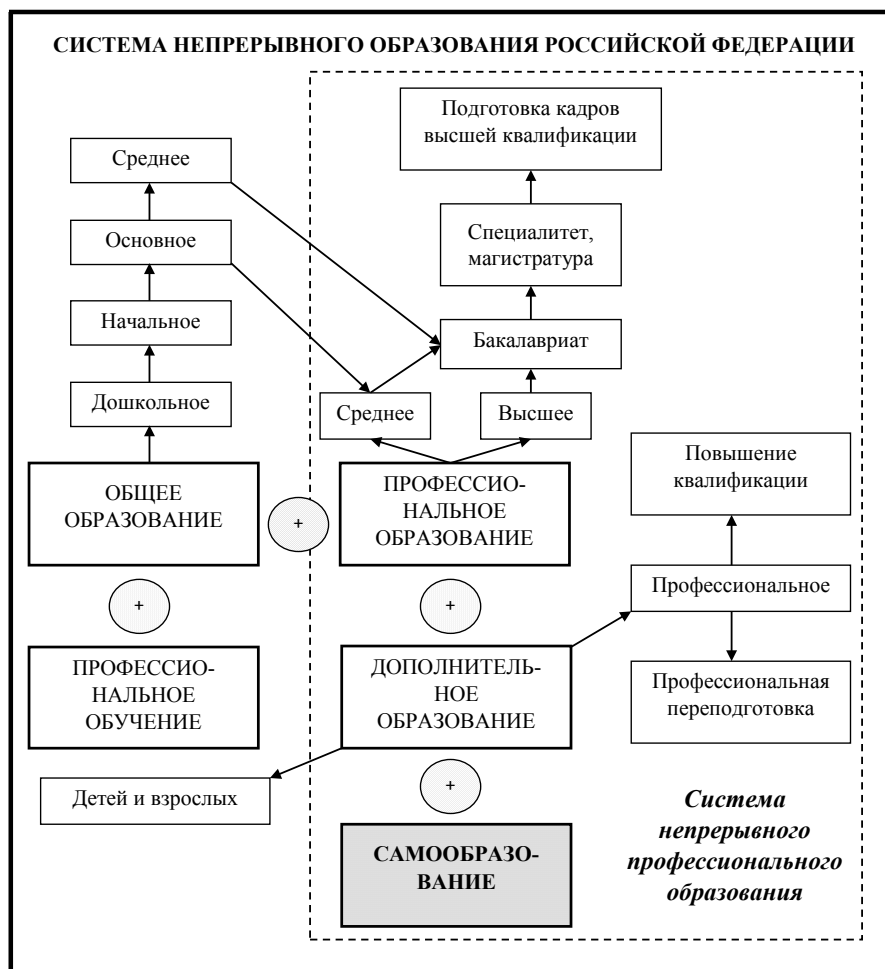 СИСТЕМА НЕПРЕРЫВНОГО ОБРАЗОВАНИЯ РОССИЙСКОЙ ФЕДЕРАЦИИ
Подготовка кадров
высшей квалификации
Среднее
Основное
Специалитет,
магистратура
Начальное
Бакалавриат
Дошкольное
Среднее
Высшее
Повышение
квалификации
ОБЩЕЕ
ОБРАЗОВАНИЕ
+
ПРОФЕССИО-
НАЛЬНОЕ
ОБРАЗОВАНИЕ
Профессиональное
+
+
ПРОФЕССИО-
НАЛЬНОЕ
ОБУЧЕНИЕ
ДОПОЛНИТЕЛЬ-
НОЕ
ОБРАЗОВАНИЕ
Профессиональная
переподготовка
Детей и взрослых
+
САМООБРАЗО-
ВАНИЕ
Система
непрерывного
профессионального
образования